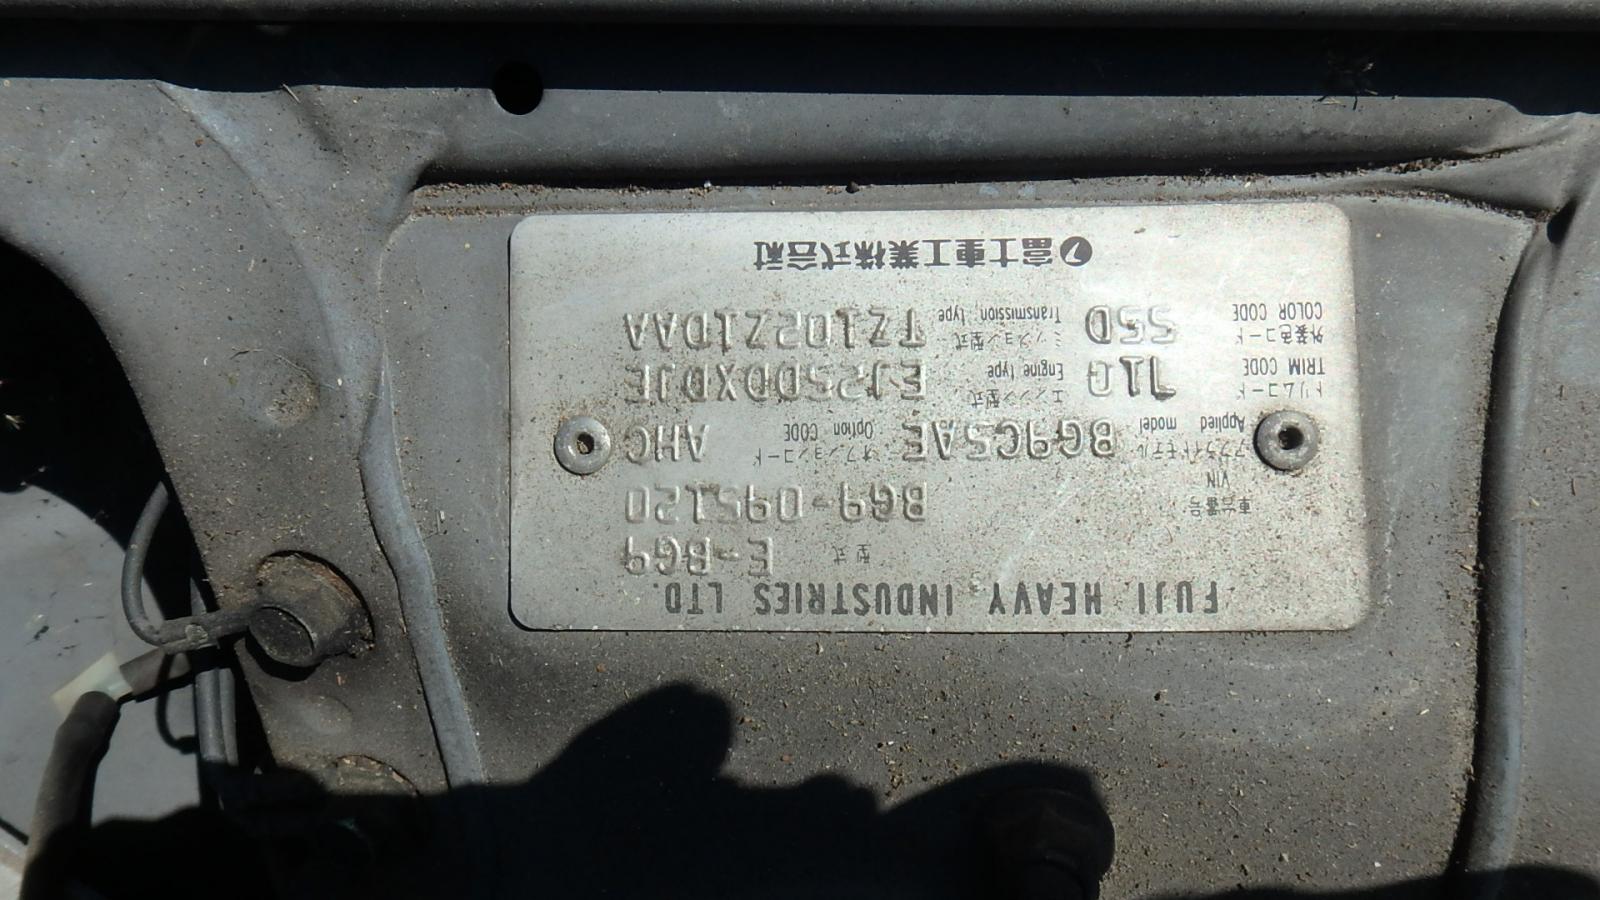 FUJI HEAVY INDUSTRIES LTD.
型式 E-BG9
車台番号
VIN BG9-095120
アプライドモデル オプションコード
Applied model BG9C5AE Option CODE AHC
トリムコード エンジン型式
TRIM CODE 11G Engine type EJ25DDXDJE
外装色コード ミッション型式
COLOR CODE 55D Transmission, type TZ102Z1DAA
富士重工業株式会社